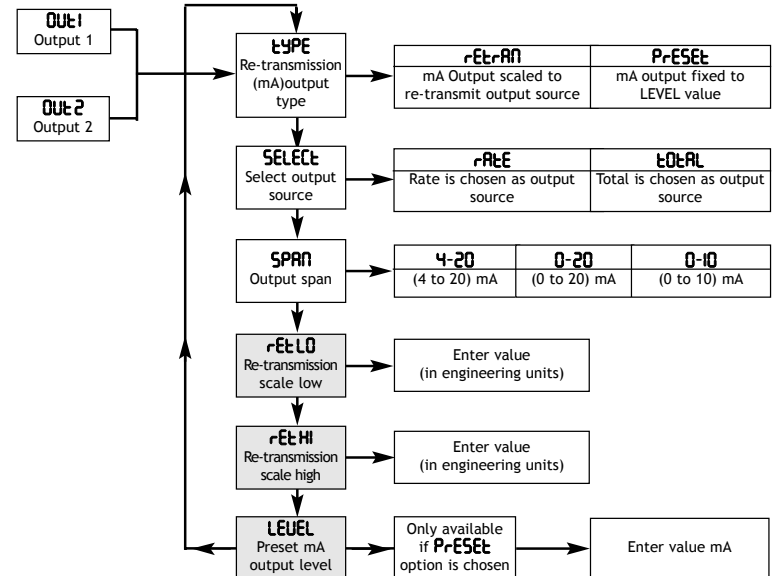 OUt1
Output 1
OUt2
Output 2
tYPE
Re-transmission
(mA)output
type
rEtrAN
mA Output scaled to
re-transmit output source
PrESEt
mA output fixed to
LEVEL value
SELECt
Select output
source
rAtE
Rate is chosen as output
source
tOtAL
Total is chosen as output
source
SPAN
Output span
4-20
(4 to 20) mA
0-20
(0 to 20) mA
0-10
(0 to 10) mA
rEtLO
Re-transmission
scale low
Enter value
(in engineering units)
rEtHI
Re-transmission
scale high
Enter value
(in engineering units)
LEVEL
Preset mA
output level
Only available
if PrESEt
option is chosen
Enter value mA